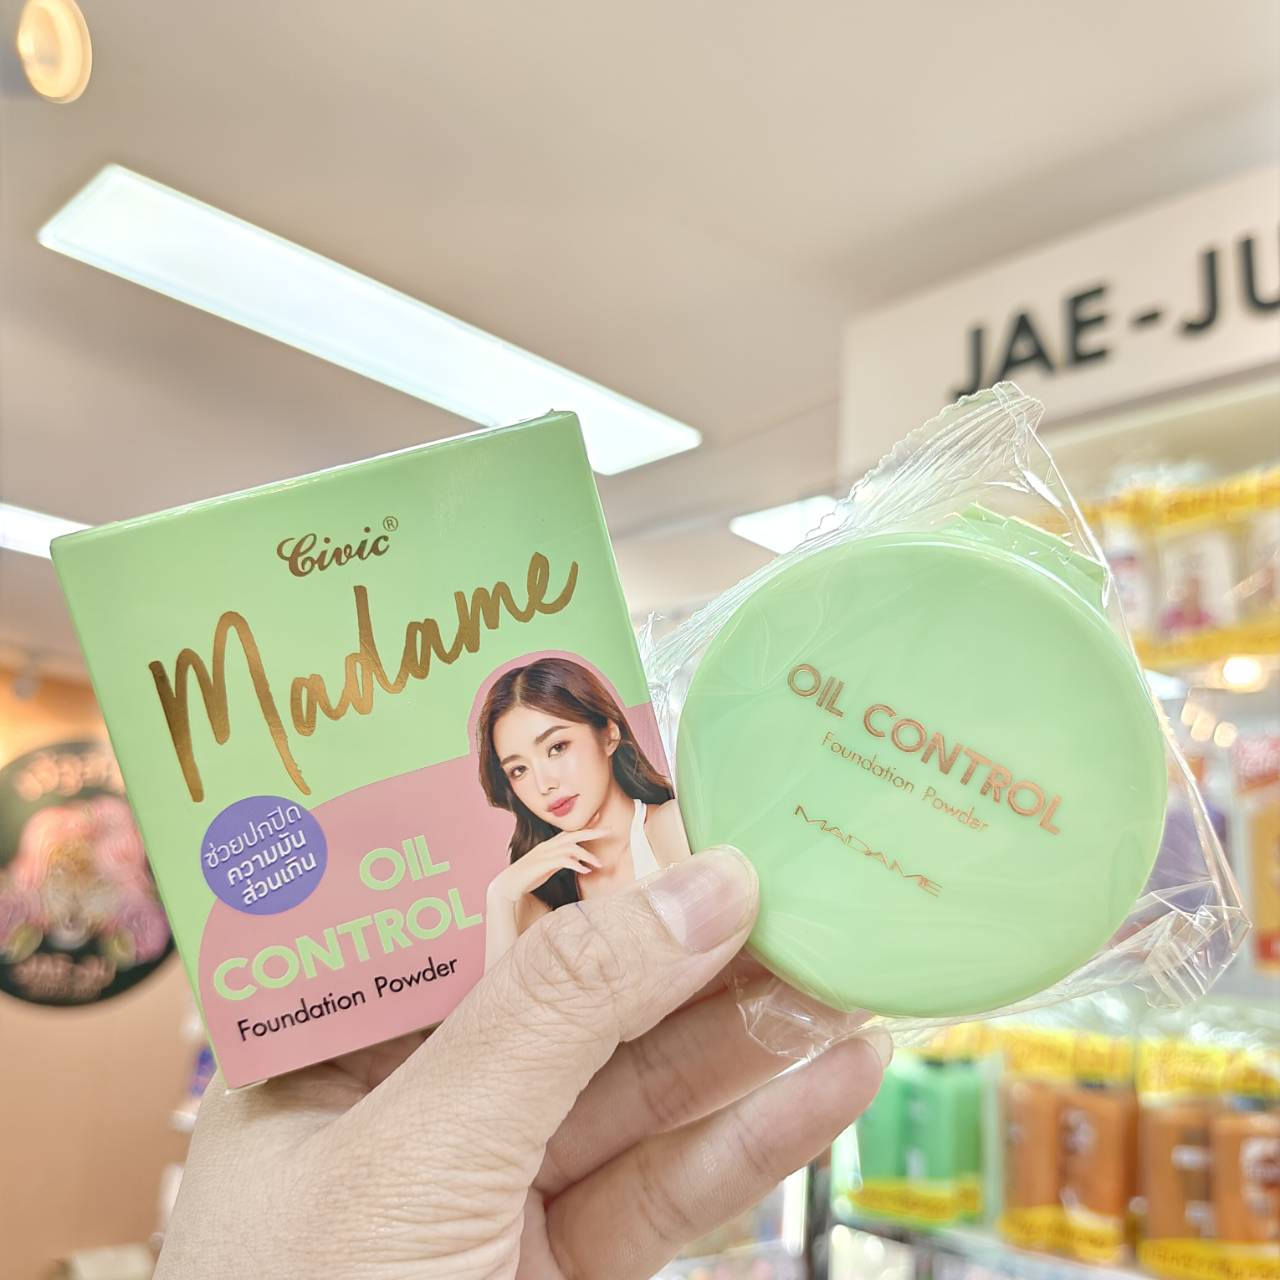 JAE-JU
Civic®
Madame
ช่วยปกปิด
ความมัน
ส่วนเกิน
OIL
CONTROL
Foundation Powder
OIL CONTROL
Foundation Powder
MADAME